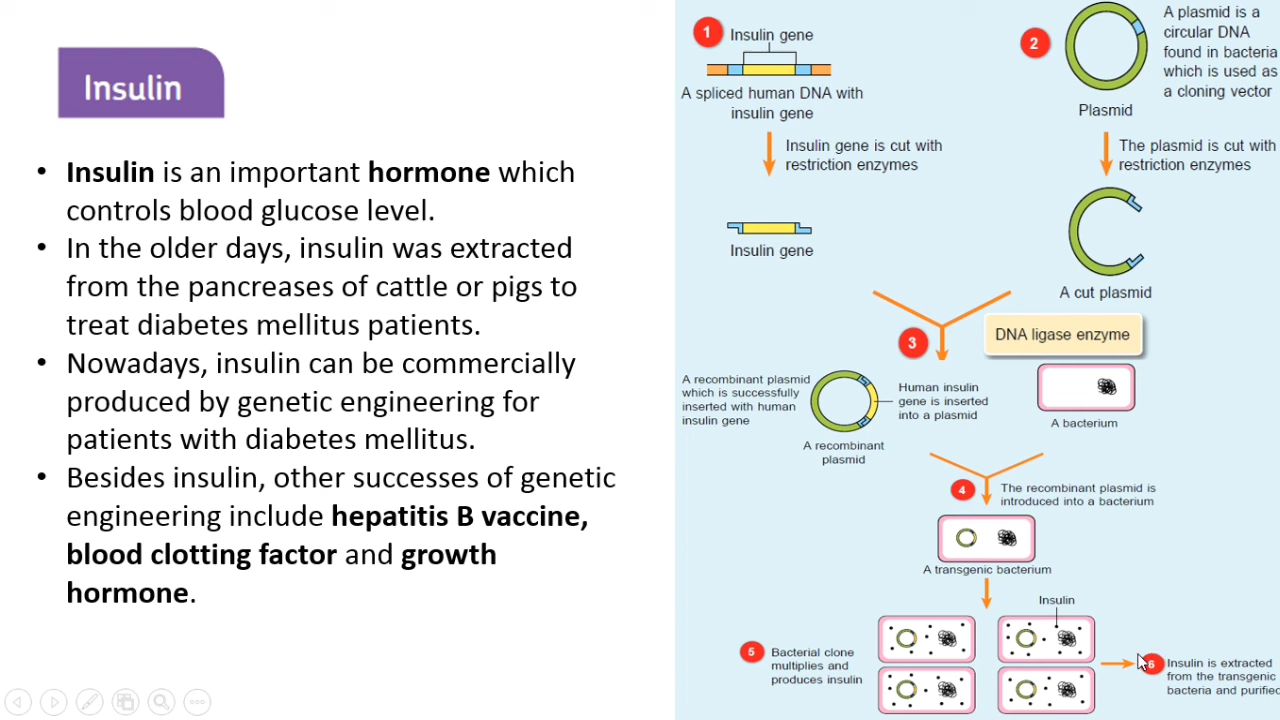 Insulin
• Insulin is an important hormone which
controls blood glucose level.
• In the older days, insulin was extracted
from the pancreases of cattle or pigs to
treat diabetes mellitus patients.
• Nowadays, insulin can be commercially
produced by genetic engineering for
patients with diabetes mellitus.
• Besides insulin, other successes of genetic
engineering include hepatitis B vaccine,
blood clotting factor and growth
hormone.
1
Insulin gene
A spliced human DNA with
insulin gene
Insulin gene is cut with
restriction enzymes
Insulin gene
2
A plasmid is a
circular DNA
found in bacteria
which is used as
a cloning vector
Plasmid
The plasmid is cut with
restriction enzymes
A cut plasmid
3
DNA ligase enzyme
A recombinant plasmid
which is successfully
inserted with human
insulin gene
Human insulin
gene is inserted
into a plasmid
A recombinant
plasmid
A bacterium
4
The recombinant plasmid is
introduced into a bacterium
A transgenic bacterium
Insulin
5
Bacterial clone
multiplies and
produces insulin
6
Insulin is extracted
from the transgenic
bacteria and purified